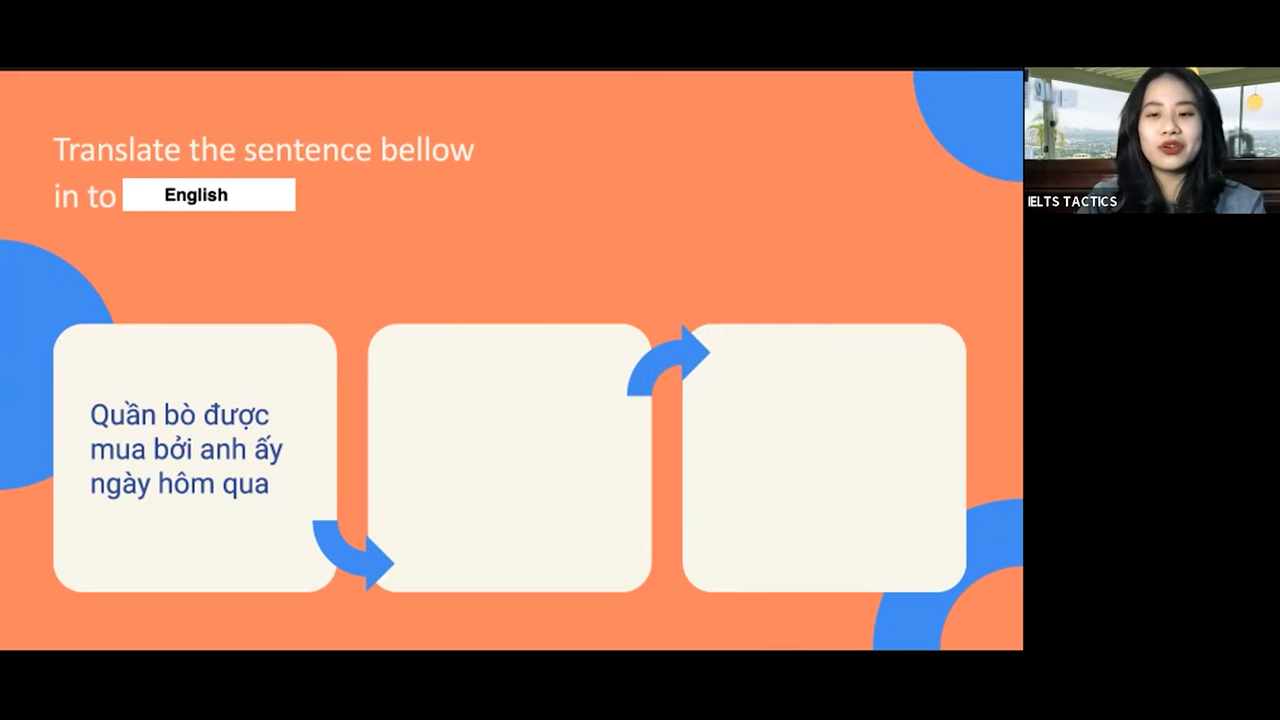 Translate the sentence bellow
in to English
IELTS TACTICS
Quần bò được
mua bởi anh ấy
ngày hôm qua